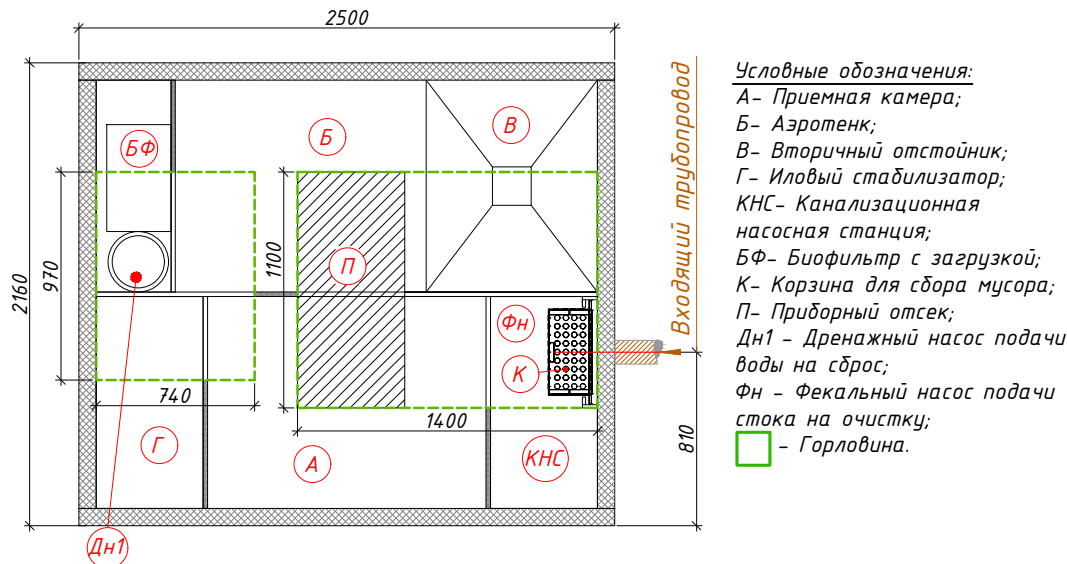 2500
Условные обозначения:
А- Приемная камера;
Б- Аэротенк;
В- Вторичный отстойник;
Г- Иловый стабилизатор;
КНС- Канализационная
насосная станция;
БФ- Биофильтр с загрузкой;
К- Корзина для сбора мусора;
П- Приборный отсек;
Дн1 - Дренажный насос подачи
воды на сброс;
Фн - Фекальный насос подачи
стока на очистку;
- Горловина.
Входящий трубопровод
БФ
Б
В
2160
970
1100
П
Фн
К
740
1400
810
Г
А
КНС
Дн1